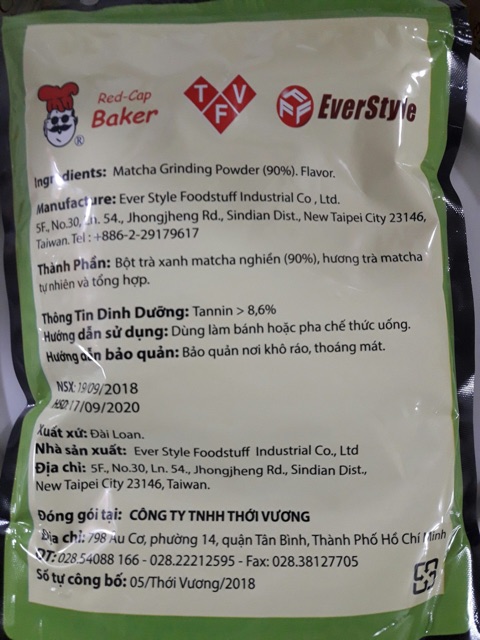 Red-Cap
Baker
®
TFV
EverStyle
Ingredients: Matcha Grinding Powder (90%). Flavor.
Manufacture: Ever Style Foodstuff Industrial Co , Ltd.
5F., No.30, Ln. 54., Jhongjheng Rd., Sindian Dist., New Taipei City 23146,
Taiwan. Tel : +886-2-29179617
Thành Phần: Bột trà xanh matcha nghiền (90%), hương trà matcha
tự nhiên và tổng hợp.
Thông Tin Dinh Dưỡng: Tannin > 8,6%
Hướng dẫn sử dụng: Dùng làm bánh hoặc pha chế thức uống.
Hướng dẫn bảo quản: Bảo quản nơi khô ráo, thoáng mát.
NSX: 19/09/2018
HSD: 17/09/2020
Xuất xứ: Đài Loan.
Nhà sản xuất: Ever Style Foodstuff Industrial Co., Ltd
Địa chỉ: 5F., No.30, Ln. 54., Jhongjheng Rd., Sindian Dist.,
New Taipei City 23146, Taiwan.
Đóng gói tại: CÔNG TY TNHH THỚI VƯƠNG
Địa chỉ: 798 Âu Cơ, phường 14, quận Tân Bình, Thành Phố Hồ Chí Minh
ĐT: 028.54088 166 - 028.22212595 - Fax: 028.38127705
Số tự công bố: 05/Thới Vương/2018